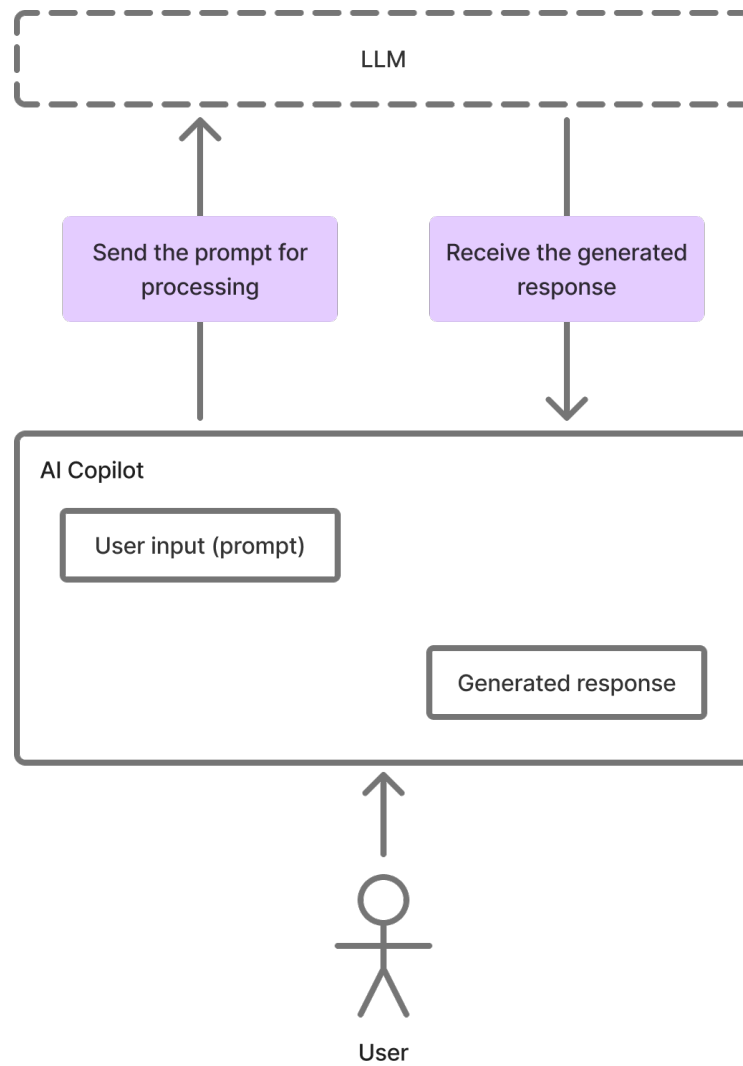 LLM
Send the prompt for
processing
Receive the generated
response
AI Copilot
User input (prompt)
Generated response
User